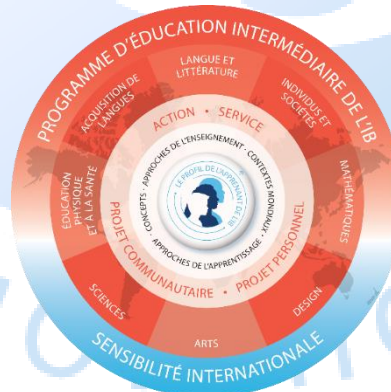 PROGRAMME D'ÉDUCATION INTERMÉDIAIRE DE L'IB
LANGUE ET
LITTÉRATURE
ACQUISITION DE
LANGUES
INDIVIDUS ET
SOCIÉTÉS
ÉDUCATION
PHYSIQUE
ET À LA SANTÉ
MATHÉMATIQUES
SCIENCES
ARTS
DESIGN
ACTION • SERVICE
PROJET COMMUNAUTAIRE • PROJET PERSONNEL
CONCEPTS · APPROCHES DE L'ENSEIGNEMENT · CONTEXTES MONDIAUX ·
APPROCHES DE L'APPRENTISSAGE ·
LE PROFIL DE L'APPRENANT DE L'IB
SENSIBILITÉ INTERNATIONALE